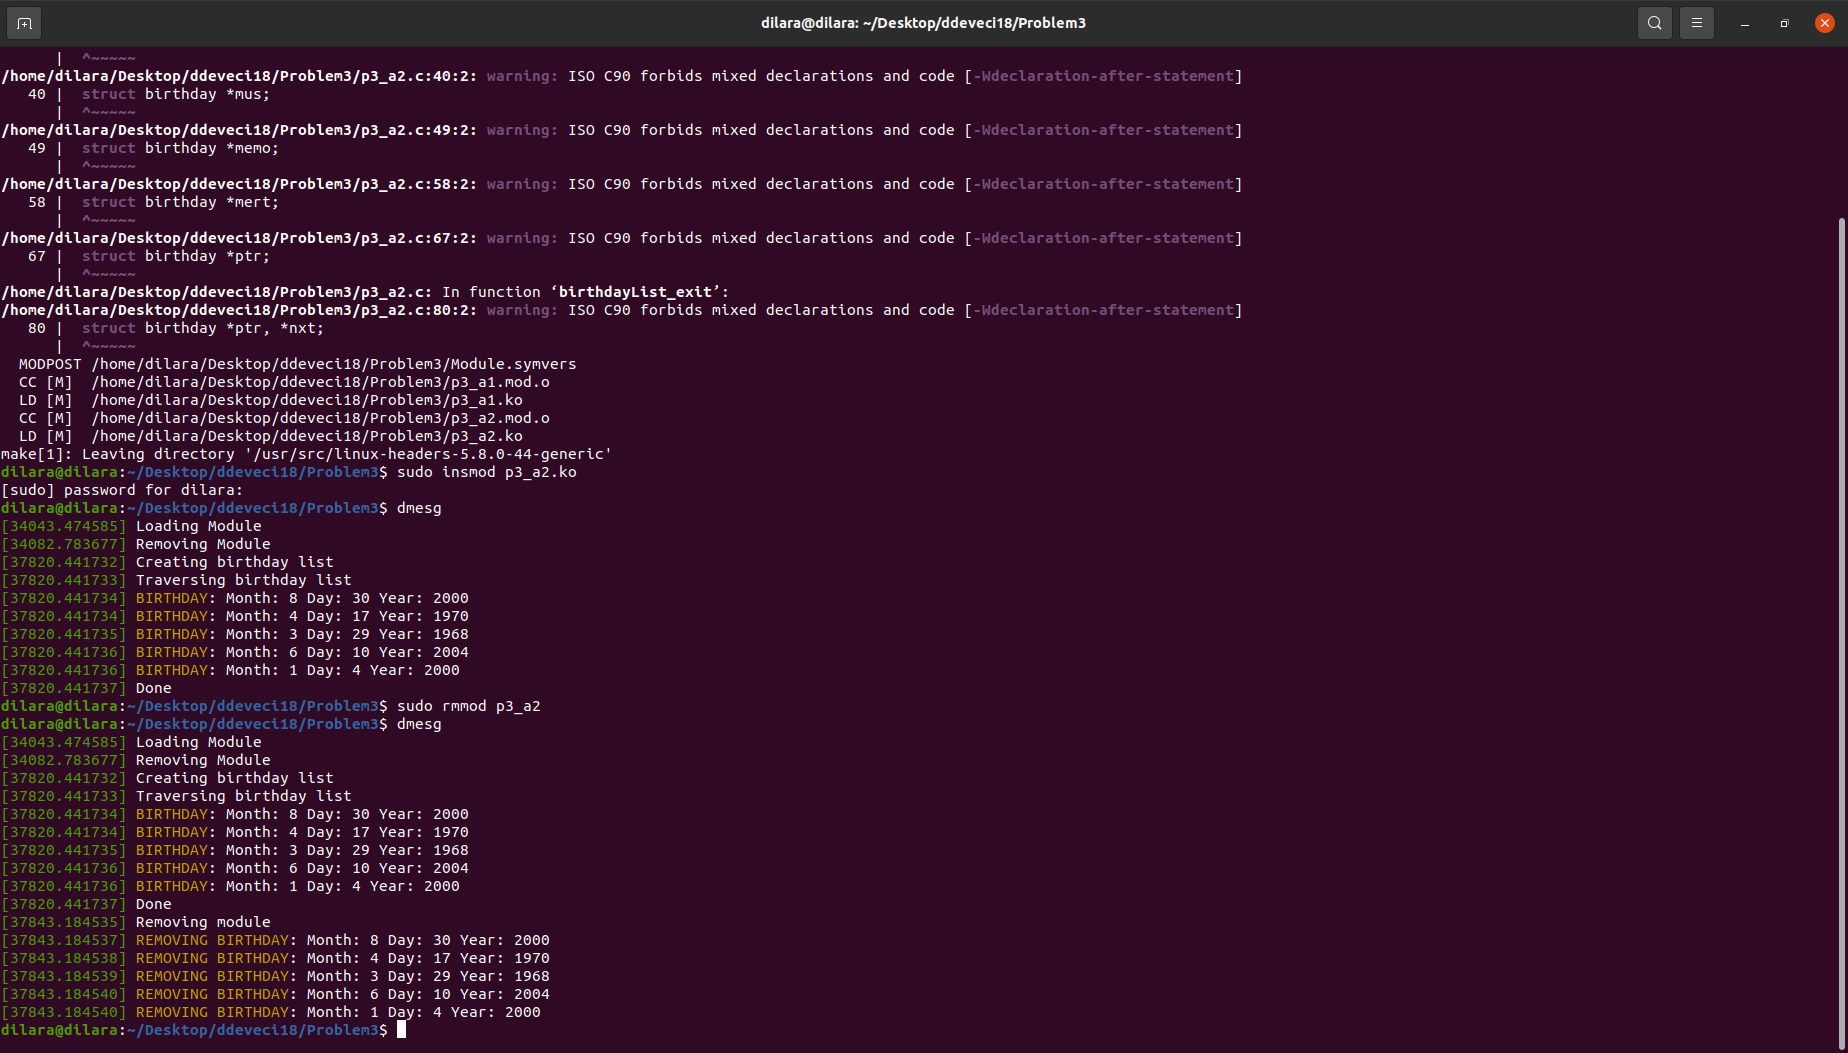 dilara@dilara: ~/Desktop/ddeveci18/Problem3
      |  ^~~~~~
/home/dilara/Desktop/ddeveci18/Problem3/p3_a2.c:40:2: warning: ISO C90 forbids mixed declarations and code [-Wdeclaration-after-statement]
   40 |  struct birthday *mus;
      |  ^~~~~~
/home/dilara/Desktop/ddeveci18/Problem3/p3_a2.c:49:2: warning: ISO C90 forbids mixed declarations and code [-Wdeclaration-after-statement]
   49 |  struct birthday *memo;
      |  ^~~~~~
/home/dilara/Desktop/ddeveci18/Problem3/p3_a2.c:58:2: warning: ISO C90 forbids mixed declarations and code [-Wdeclaration-after-statement]
   58 |  struct birthday *mert;
      |  ^~~~~~
/home/dilara/Desktop/ddeveci18/Problem3/p3_a2.c:67:2: warning: ISO C90 forbids mixed declarations and code [-Wdeclaration-after-statement]
   67 |  struct birthday *ptr;
      |  ^~~~~~
/home/dilara/Desktop/ddeveci18/Problem3/p3_a2.c: In function ‘birthdayList_exit’:
/home/dilara/Desktop/ddeveci18/Problem3/p3_a2.c:80:2: warning: ISO C90 forbids mixed declarations and code [-Wdeclaration-after-statement]
   80 |  struct birthday *ptr, *nxt;
      |  ^~~~~~
  MODPOST /home/dilara/Desktop/ddeveci18/Problem3/Module.symvers
  CC [M]  /home/dilara/Desktop/ddeveci18/Problem3/p3_a1.mod.o
  LD [M]  /home/dilara/Desktop/ddeveci18/Problem3/p3_a1.ko
  CC [M]  /home/dilara/Desktop/ddeveci18/Problem3/p3_a2.mod.o
  LD [M]  /home/dilara/Desktop/ddeveci18/Problem3/p3_a2.ko
make[1]: Leaving directory '/usr/src/linux-headers-5.8.0-44-generic'
dilara@dilara:~/Desktop/ddeveci18/Problem3$ sudo insmod p3_a2.ko
[sudo] password for dilara:
dilara@dilara:~/Desktop/ddeveci18/Problem3$ dmesg
[34043.474585] Loading Module
[34082.783677] Removing Module
[37820.441732] Creating birthday list
[37820.441733] Traversing birthday list
[37820.441734] BIRTHDAY: Month: 8 Day: 30 Year: 2000
[37820.441734] BIRTHDAY: Month: 4 Day: 17 Year: 1970
[37820.441735] BIRTHDAY: Month: 3 Day: 29 Year: 1968
[37820.441736] BIRTHDAY: Month: 6 Day: 10 Year: 2004
[37820.441736] BIRTHDAY: Month: 1 Day: 4 Year: 2000
[37820.441737] Done
dilara@dilara:~/Desktop/ddeveci18/Problem3$ sudo rmmod p3_a2
dilara@dilara:~/Desktop/ddeveci18/Problem3$ dmesg
[34043.474585] Loading Module
[34082.783677] Removing Module
[37820.441732] Creating birthday list
[37820.441733] Traversing birthday list
[37820.441734] BIRTHDAY: Month: 8 Day: 30 Year: 2000
[37820.441734] BIRTHDAY: Month: 4 Day: 17 Year: 1970
[37820.441735] BIRTHDAY: Month: 3 Day: 29 Year: 1968
[37820.441736] BIRTHDAY: Month: 6 Day: 10 Year: 2004
[37820.441736] BIRTHDAY: Month: 1 Day: 4 Year: 2000
[37820.441737] Done
[37843.184535] Removing module
[37843.184537] REMOVING BIRTHDAY: Month: 8 Day: 30 Year: 2000
[37843.184538] REMOVING BIRTHDAY: Month: 4 Day: 17 Year: 1970
[37843.184539] REMOVING BIRTHDAY: Month: 3 Day: 29 Year: 1968
[37843.184540] REMOVING BIRTHDAY: Month: 6 Day: 10 Year: 2004
[37843.184540] REMOVING BIRTHDAY: Month: 1 Day: 4 Year: 2000
dilara@dilara:~/Desktop/ddeveci18/Problem3$